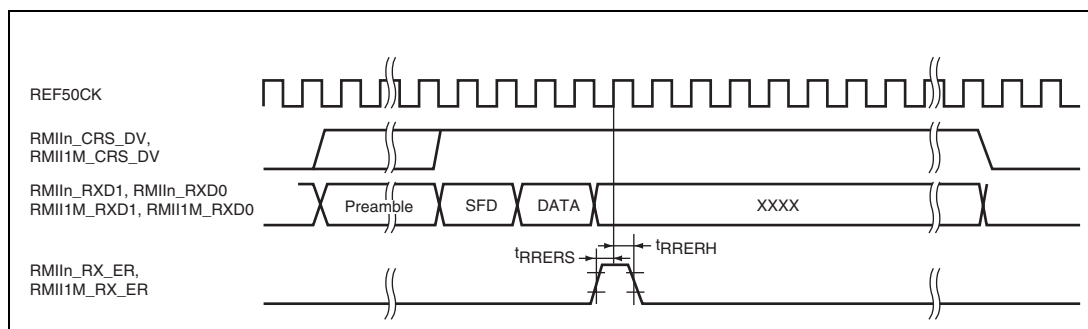 REF50CK
RMIIn_CRS_DV,
RMII1M_CRS_DV
RMIIn_RXD1, RMIIn_RXD0
RMII1M_RXD1, RMII1M_RXD0
Preamble
SFD
DATA
XXXX
tRRERS
tRRERH
RMIIn_RX_ER,
RMII1M_RX_ER